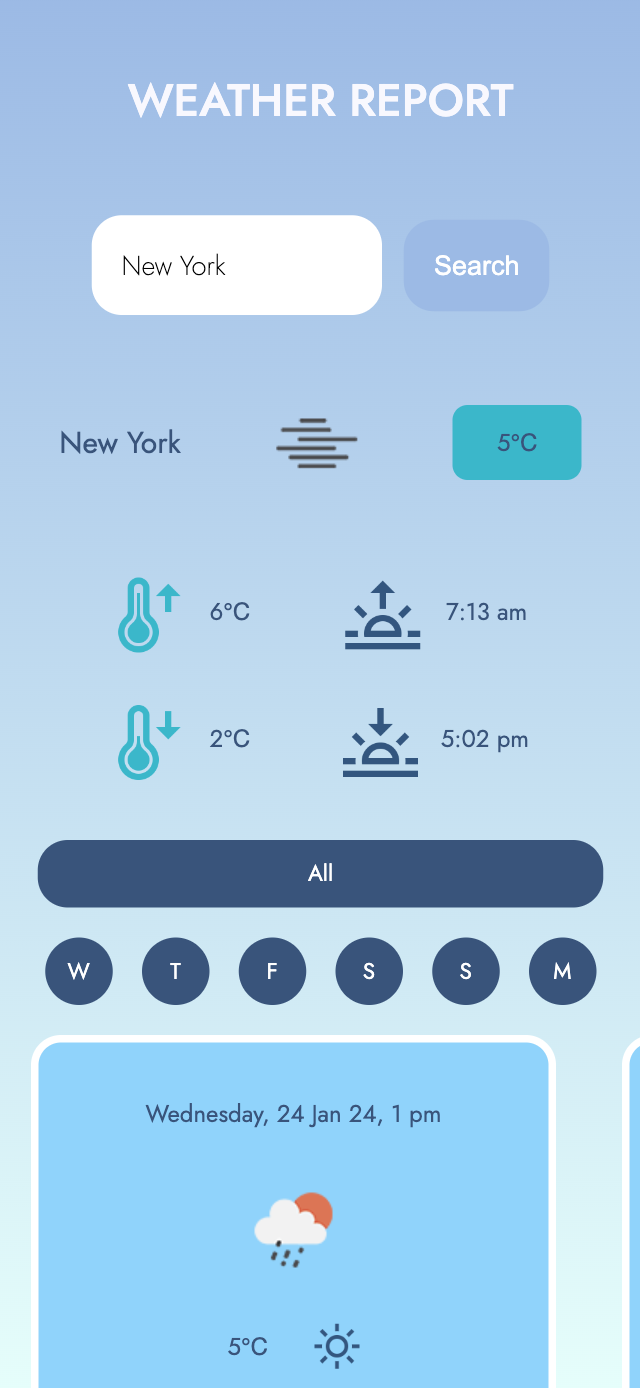 WEATHER REPORT
New York
Search
New York
5°C
6°C
7:13 am
2°C
5:02 pm
All
W T F S S M
Wednesday, 24 Jan 24, 1 pm
5°C